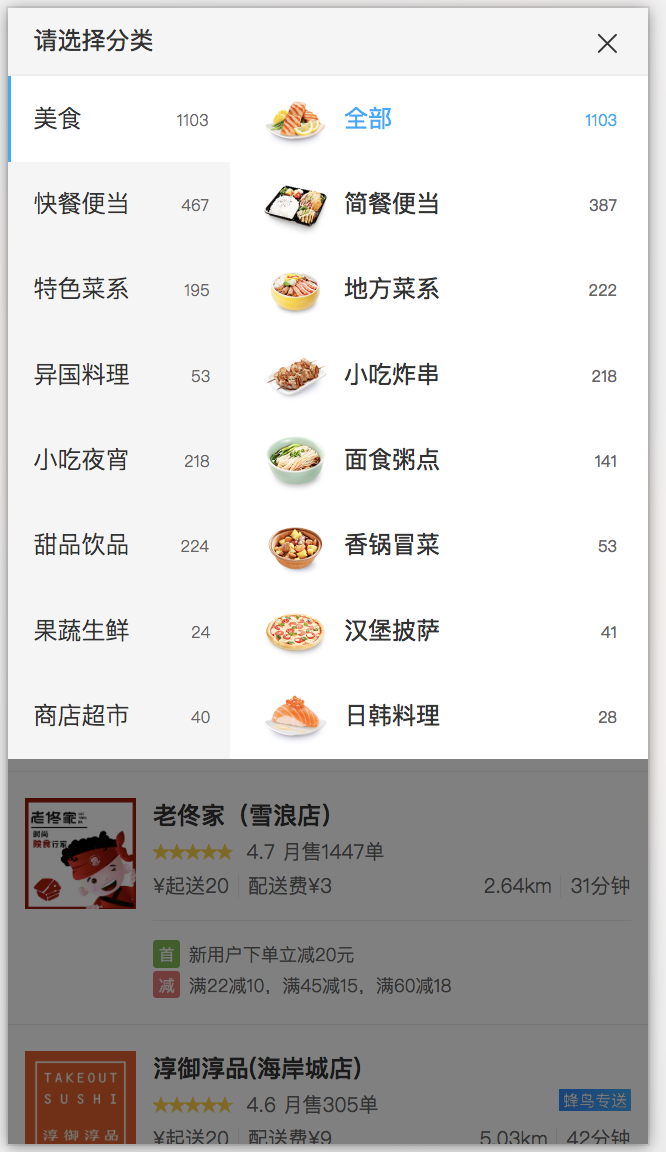 请选择分类
美食 1103
全部 1103
快餐便当 467
简餐便当 387
特色菜系 195
地方菜系 222
异国料理 53
小吃炸串 218
小吃夜宵 218
面食粥点 141
甜品饮品 224
香锅冒菜 53
果蔬生鲜 24
汉堡披萨 41
商店超市 40
日韩料理 28
老佟家
时尚
陕食行家
老佟家（雪浪店）
4.7 月售1447单
¥起送20 配送费¥3 2.64km 31分钟
首 新用户下单立减20元
减 满22减10，满45减15，满60减18
TAKEOUT
SUSHI
淳御淳品
淳御淳品(海岸城店)
4.6 月售305单 蜂鸟专送
¥起送20 配送费¥9 5.03km 42分钟